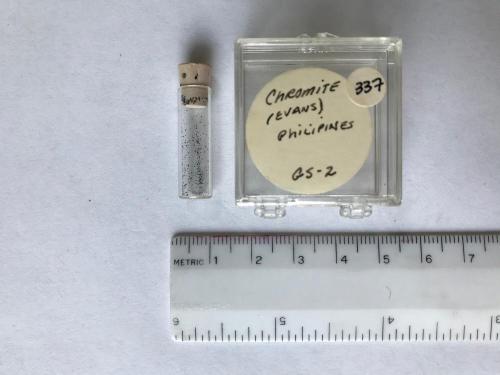 CHROMITE
(EVANS)
PHILIPINES
GS-2
337
METRIC 1 2 3 4 5 6 7
6 5 4 3